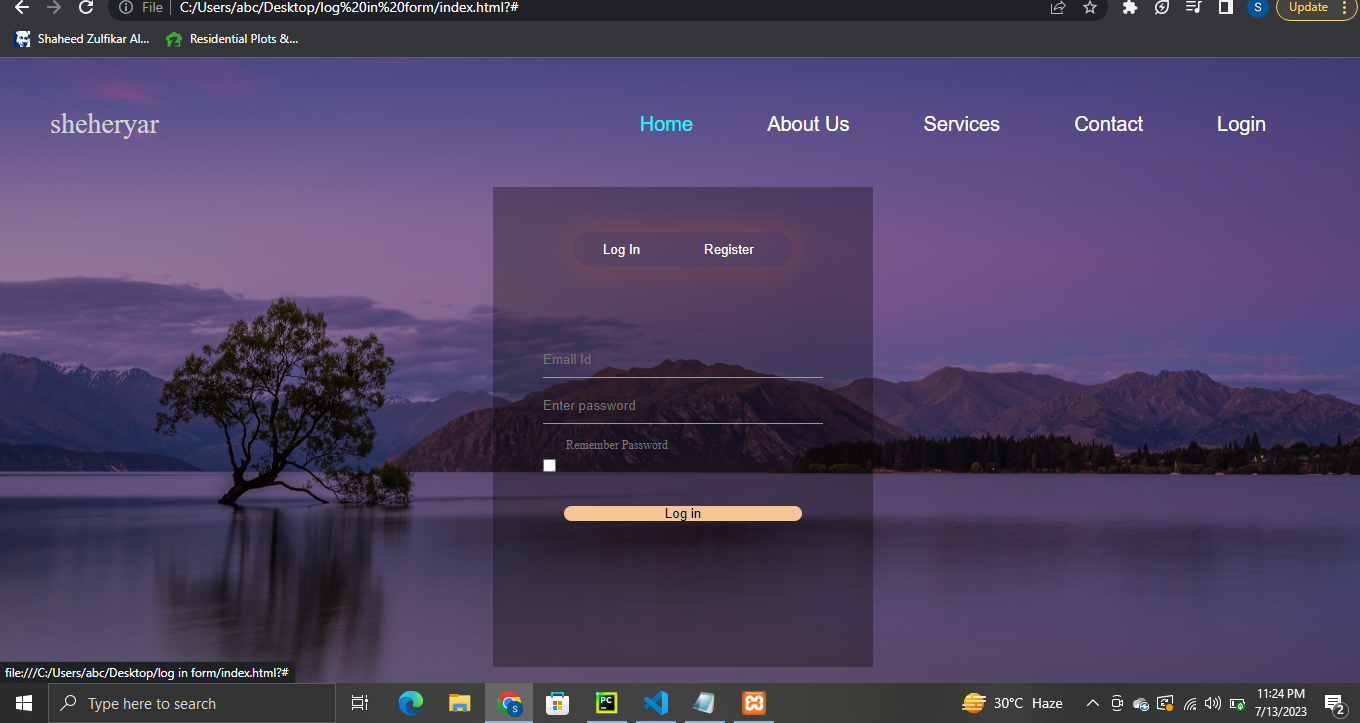 File C:/Users/abc/Desktop/log%20in%20form/index.html?# S Update
Shaheed Zulfikar Al... Residential Plots &...
sheheryar Home About Us Services Contact Login
Log In Register
Email Id
Enter password
Remember Password
Log in
file:///C:/Users/abc/Desktop/log in form/index.html?#
Type here to search PC S 30°C Haze 11:24 PM
7/13/2023 2